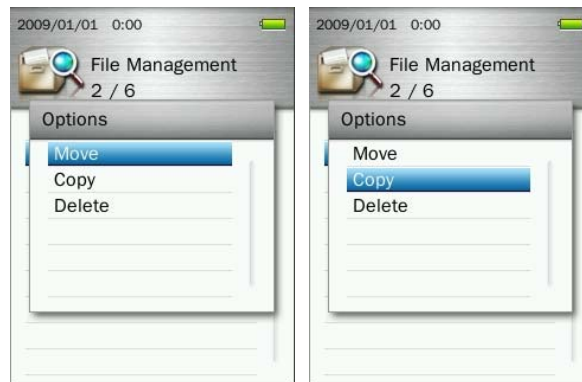 2009/01/01 0:00
File Management
2 / 6
Options
Move
Copy
Delete
2009/01/01 0:00
File Management
2 / 6
Options
Move
Copy
Delete